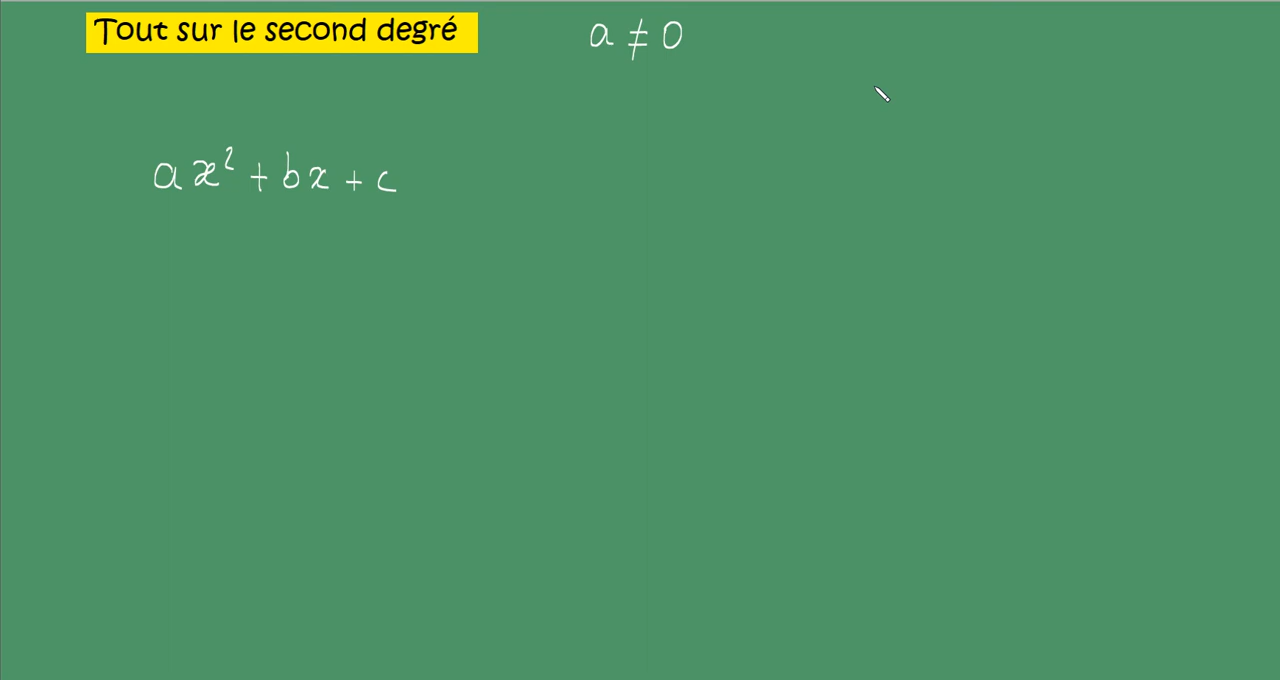 Tout sur le second degré
a ≠ 0
ax² + bx + c